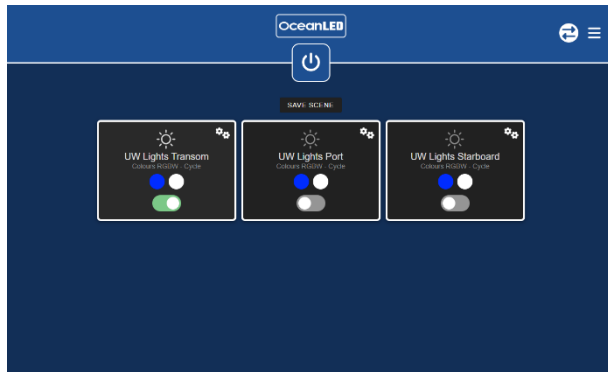 OceanLED
SAVE SCENE
UW Lights Transom
Colours RGBW - Cycle
UW Lights Port
Colours RGBW - Cycle
UW Lights Starboard
Colours RGBW - Cycle